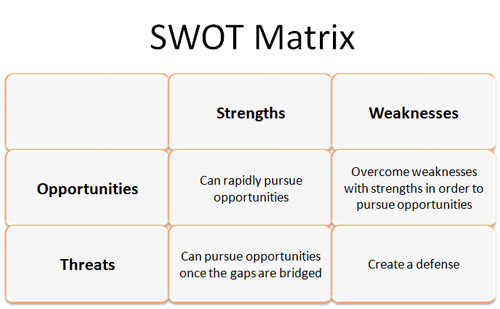 SWOT Matrix
Strengths
Weaknesses
Opportunities
Can rapidly pursue
opportunities
Overcome weaknesses
with strengths in order to
pursue opportunities
Threats
Can pursue opportunities
once the gaps are bridged
Create a defense